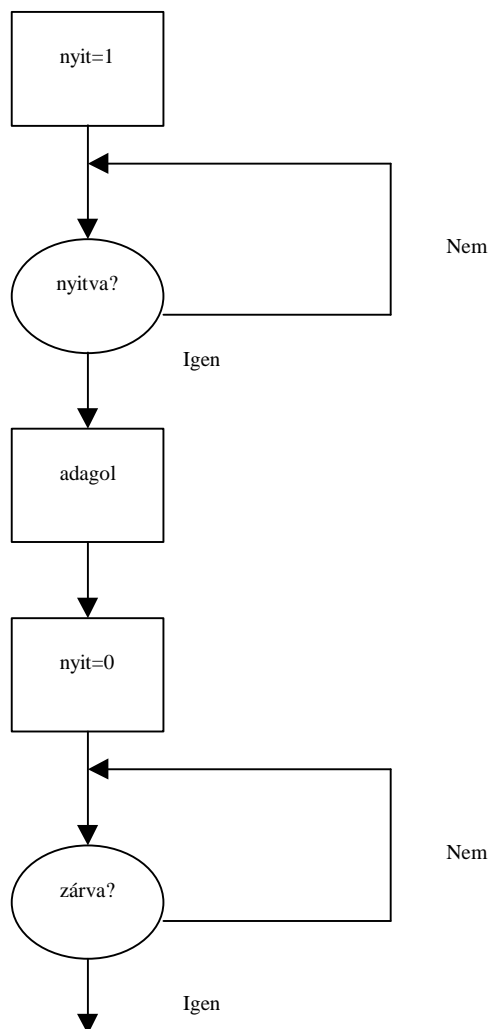 nyit=1
Nem
nyitva?
Igen
adagol
nyit=0
Nem
zárva?
Igen